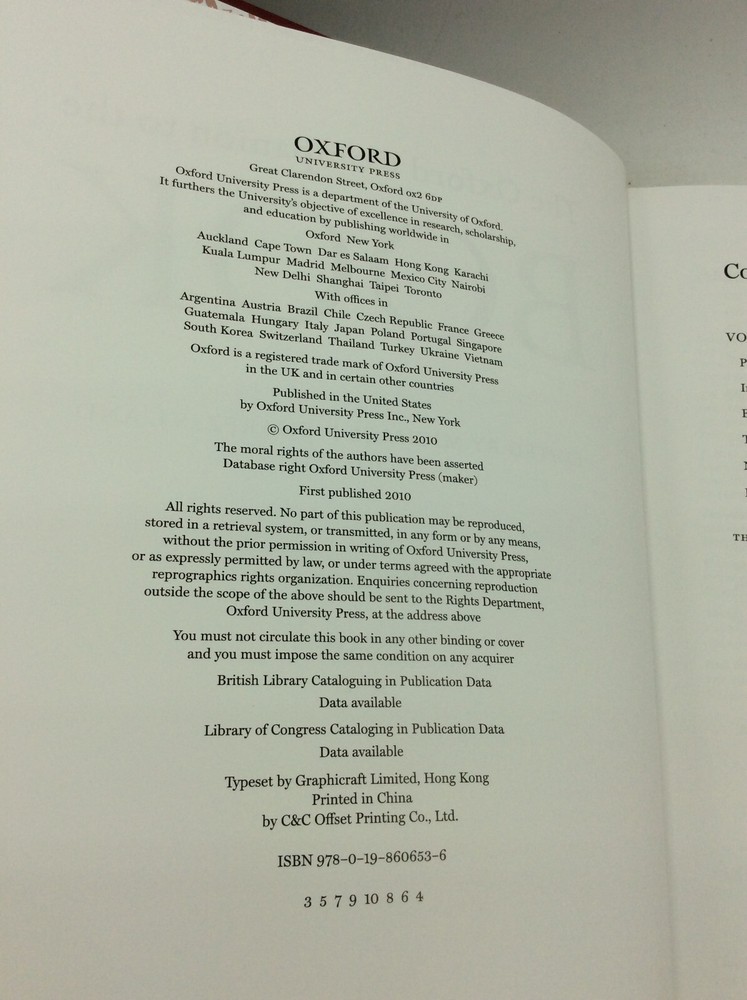 OXFORD
UNIVERSITY PRESS
Great Clarendon Street, Oxford OX2 6DP
Oxford University Press is a department of the University of Oxford.
It furthers the University's objective of excellence in research, scholarship,
and education by publishing worldwide in
Oxford New York
Auckland Cape Town Dar es Salaam Hong Kong Karachi
Kuala Lumpur Madrid Melbourne Mexico City Nairobi
New Delhi Shanghai Taipei Toronto
With offices in
Argentina Austria Brazil Chile Czech Republic France Greece
Guatemala Hungary Italy Japan Poland Portugal Singapore
South Korea Switzerland Thailand Turkey Ukraine Vietnam
Oxford is a registered trade mark of Oxford University Press
in the UK and in certain other countries
Published in the United States
by Oxford University Press Inc., New York
© Oxford University Press 2010
The moral rights of the authors have been asserted
Database right Oxford University Press (maker)
First published 2010
All rights reserved. No part of this publication may be reproduced,
stored in a retrieval system, or transmitted, in any form or by any means,
without the prior permission in writing of Oxford University Press,
or as expressly permitted by law, or under terms agreed with the appropriate
reprographics rights organization. Enquiries concerning reproduction
outside the scope of the above should be sent to the Rights Department,
Oxford University Press, at the address above
You must not circulate this book in any other binding or cover
and you must impose the same condition on any acquirer
British Library Cataloguing in Publication Data
Data available
Library of Congress Cataloging in Publication Data
Data available
Typeset by Graphicraft Limited, Hong Kong
Printed in China
by C&C Offset Printing Co., Ltd.
ISBN 978-0-19-860653-6
3 5 7 9 10 8 6 4